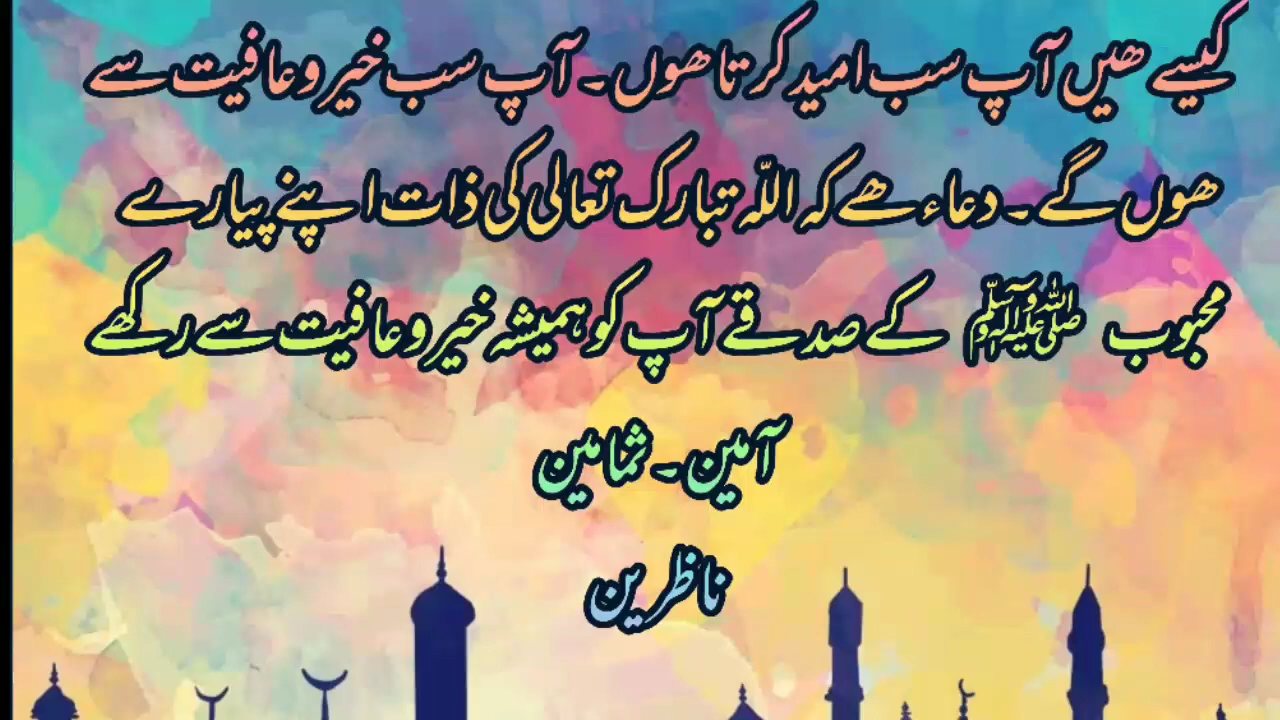 کیسے ھیں آپ سب امید کرتا ھوں۔ آپ سب خیر و عافیت سے
ھوں گے۔ دعاء ھے کہ اللہ تبارک تعالی کی ذات اپنے پیارے
محبوب ﷺ کے صدقے آپ کو ہمیشہ خیر و عافیت سے رکھے
آمین۔ ثمامین
ناظرین